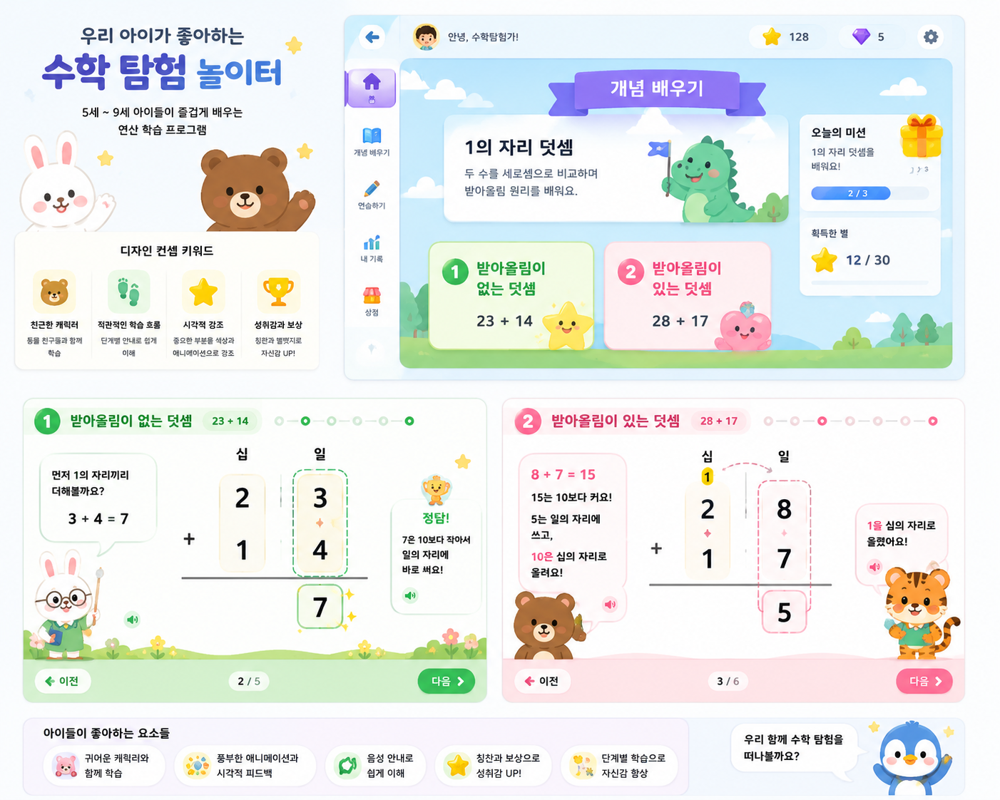 우리 아이가 좋아하는
수학 탐험 놀이터
5세 ~ 9세 아이들이 즐겁게 배우는
연산 학습 프로그램
디자인 컨셉 키워드
친근한 캐릭터
동물 친구들과 함께
학습
직관적인 학습 흐름
단계별 안내로 쉽게
이해
시각적 강조
중요한 부분을 색상과
애니메이션으로 강조
성취감과 보상
칭찬과 별뱃지로
자신감 UP!
안녕, 수학탐험가!
128
5
홈
개념 배우기
연습하기
내 기록
상점
개념 배우기
1의 자리 덧셈
두 수를 세로셈으로 비교하며
받아올림 원리를 배워요.
1
받아올림이
없는 덧셈
23 + 14
2
받아올림이
있는 덧셈
28 + 17
오늘의 미션
1의 자리 덧셈을
배워요!
2 / 3
획득한 별
12 / 30
1 받아올림이 없는 덧셈 23 + 14
먼저 1의 자리끼리
더해볼까요?
3 + 4 = 7
십 일
2 3
+ 1 4
7
정답!
7은 10보다 작아서
일의 자리에
바로 써요!
이전
2 / 5
다음
2 받아올림이 있는 덧셈 28 + 17
8 + 7 = 15
15는 10보다 커요!
5는 일의 자리에
쓰고,
10은 십의 자리로
올려요!
십 일
1
2 8
+ 1 7
5
1을 십의 자리로
올렸어요!
이전
3 / 6
다음
아이들이 좋아하는 요소들
귀여운 캐릭터와
함께 학습
풍부한 애니메이션과
시각적 피드백
음성 안내로
쉽게 이해
칭찬과 보상으로
성취감 UP!
단계별 학습으로
자신감 향상
우리 함께 수학 탐험을
떠나볼까요?